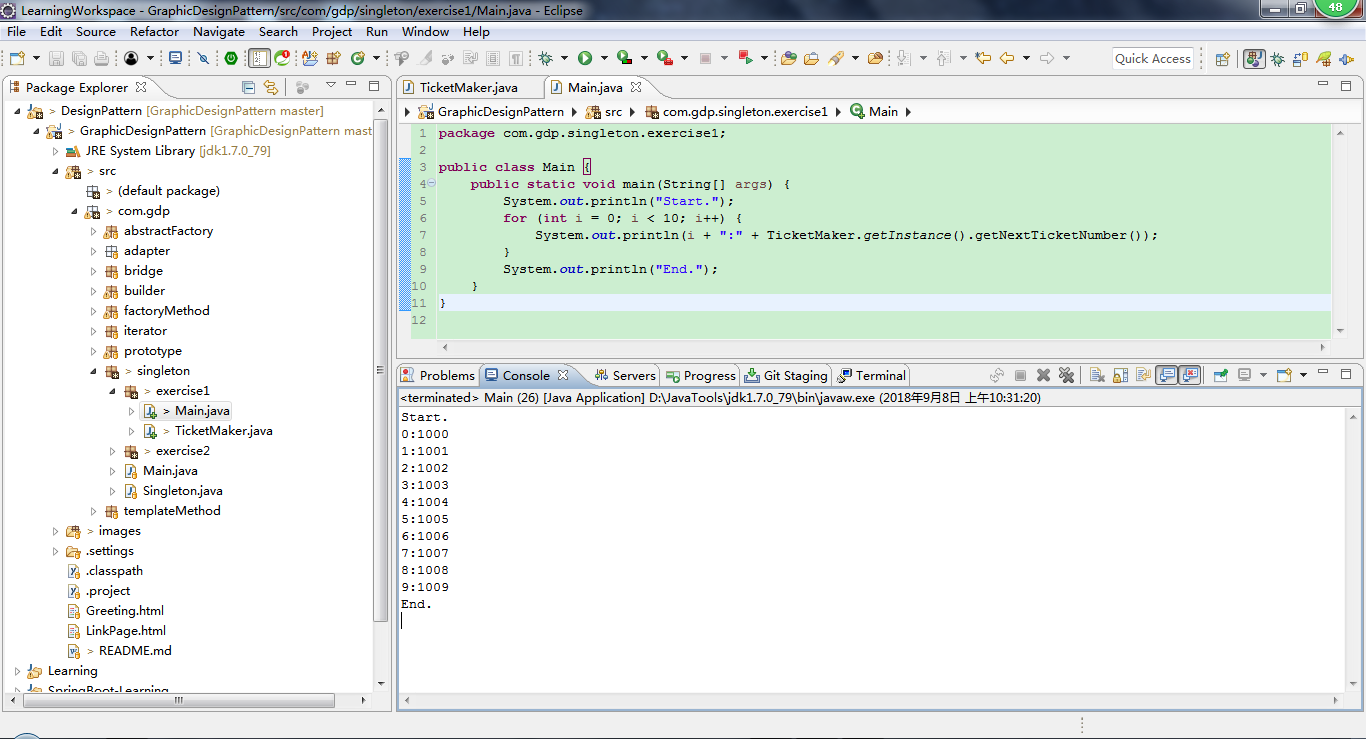 LearningWorkspace - GraphicDesignPattern/src/com/gdp/singleton/exercise1/Main.java - Eclipse
48
File Edit Source Refactor Navigate Search Project Run Window Help
Quick Access
Package Explorer
> DesignPattern [GraphicDesignPattern master]
> GraphicDesignPattern [GraphicDesignPattern mast
JRE System Library [jdk1.7.0_79]
> src
> (default package)
> com.gdp
abstractFactory
adapter
bridge
builder
factoryMethod
iterator
prototype
> singleton
> exercise1
> Main.java
> TicketMaker.java
> exercise2
Main.java
Singleton.java
templateMethod
> images
.settings
.classpath
.project
Greeting.html
LinkPage.html
> README.md
Learning
SpringBoot-Learning
TicketMaker.java Main.java
GraphicDesignPattern src com.gdp.singleton.exercise1 Main
1 package com.gdp.singleton.exercise1;
2
3 public class Main {
4 public static void main(String[] args) {
5 System.out.println("Start.");
6 for (int i = 0; i < 10; i++) {
7 System.out.println(i + ":" + TicketMaker.getInstance().getNextTicketNumber());
8 }
9 System.out.println("End.");
10 }
11 }
12
Problems Console Servers Progress Git Staging Terminal
<terminated> Main (26) [Java Application] D:\JavaTools\jdk1.7.0_79\bin\javaw.exe (2018年9月8日 上午10:31:20)
Start.
0:1000
1:1001
2:1002
3:1003
4:1004
5:1005
6:1006
7:1007
8:1008
9:1009
End.